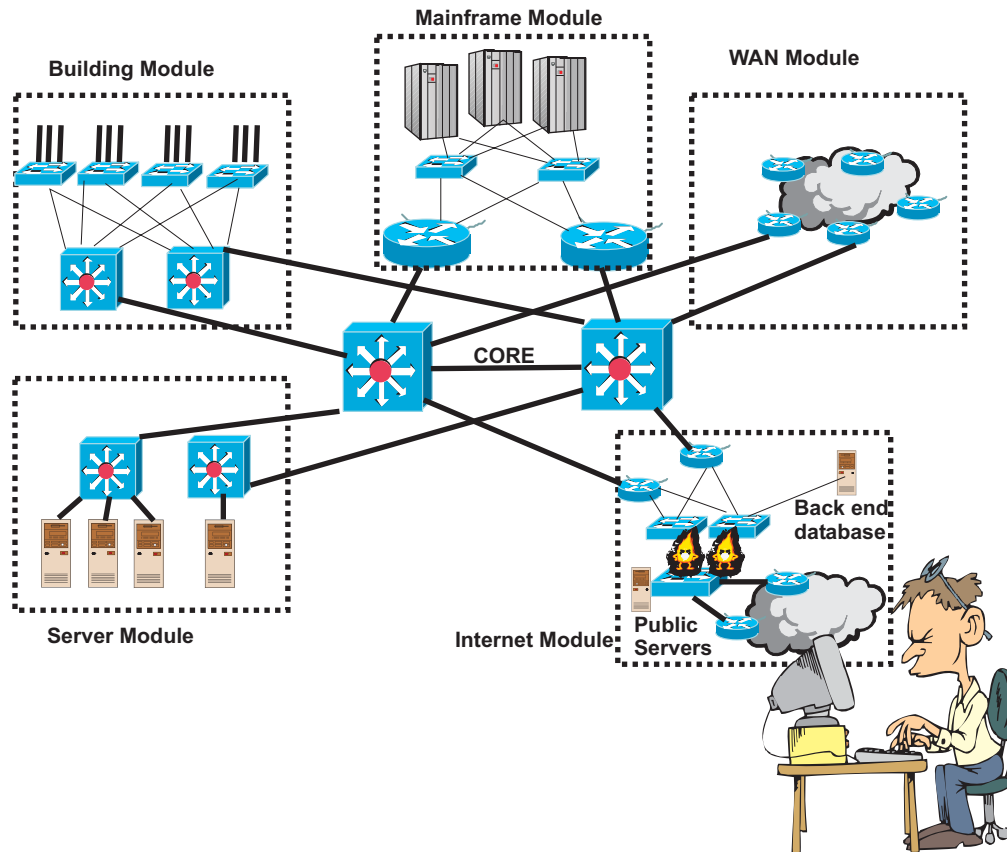 Mainframe Module
Building Module
WAN Module
CORE
Back end
database
Server Module
Internet Module
Public
Servers